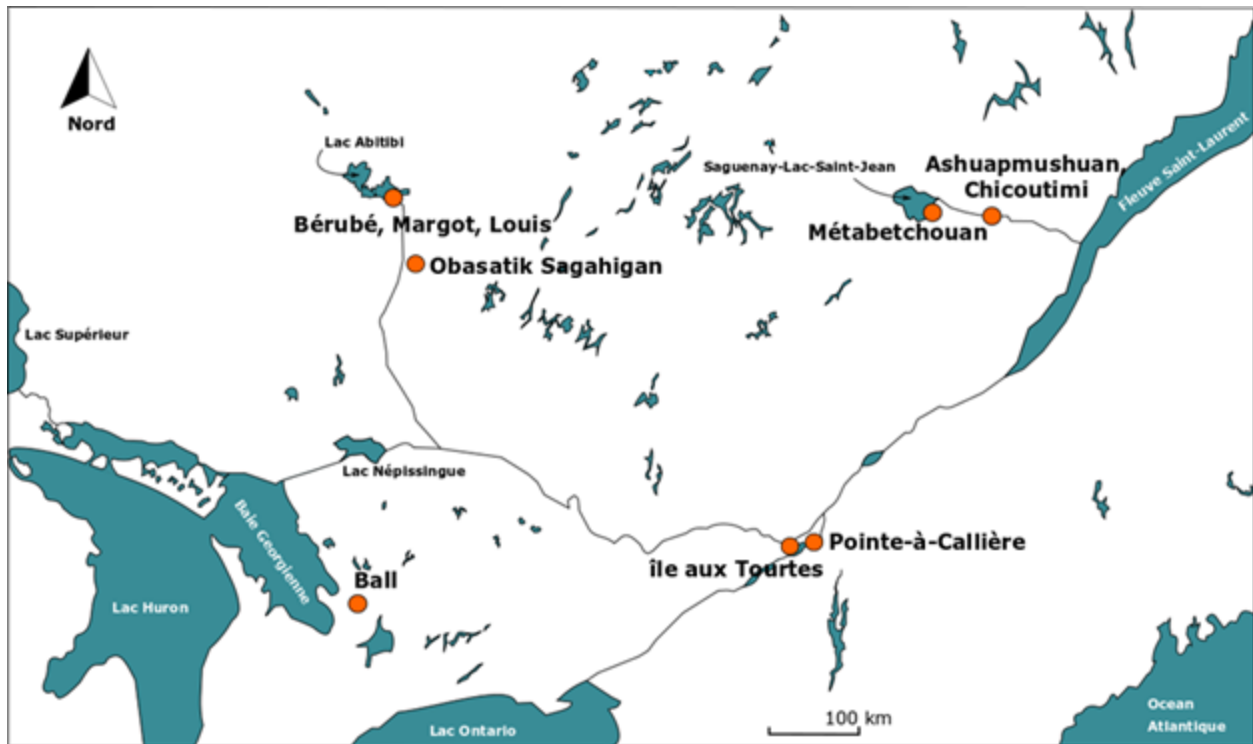 Nord
Lac Abitibi
Saguenay-Lac-Saint-Jean
Ashuapmushuan,
Chicoutimi
Fleuve Saint-Laurent
Bérubé, Margot, Louis
Métabetchouan
Obasatik Sagahigan
Lac Supérieur
Lac Népissingue
Baie Georgienne
Pointe-à-Callière
île aux Tourtes
Ball
Lac Huron
100 km
Ocean
Atlantique
Lac Ontario